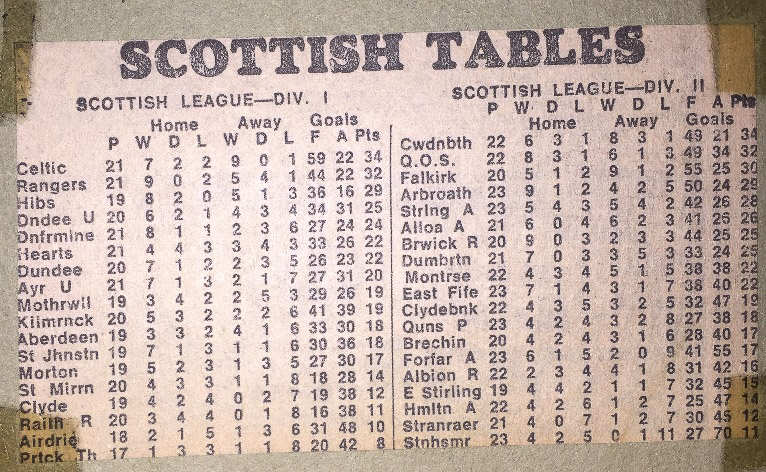 SCOTTISH TABLES
SCOTTISH LEAGUE—DIV. I
Home Away Goals
P W D L W D L F A Pts
Celtic 21 7 2 2 9 0 1 59 22 34
Rangers 21 9 0 2 5 4 1 44 22 32
Hibs 19 8 2 0 5 1 3 36 16 29
Dndee U 20 6 2 1 4 3 4 34 31 25
Dnfrmine 21 8 1 1 2 3 6 27 24 24
Hearts 21 4 4 3 3 4 3 33 26 22
Dundee 20 7 1 2 2 3 5 26 23 22
Ayr U 21 7 1 3 2 1 7 27 31 20
Mothrwll 19 3 4 2 2 5 3 29 26 19
Kilmrnck 20 5 3 2 2 2 6 41 39 19
Aberdeen 19 3 3 2 4 1 6 33 30 18
St Jhnstn 19 7 1 3 1 1 6 30 36 18
Morton 19 5 2 3 1 3 5 27 30 17
St Mirrn 20 4 3 3 1 1 8 18 28 14
Clyde 19 4 2 4 0 2 7 19 38 12
Raith R 20 3 4 4 0 1 8 16 38 11
Airdrie 18 2 1 5 1 3 6 31 48 10
Prtck Th 17 1 3 3 1 1 8 20 42 8
SCOTTISH LEAGUE—DIV. II
P W D L W D L F A Pts
Home Away Goals
Cwdnbth 22 6 3 1 8 3 1 49 21 34
Q.O.S. 22 8 3 1 6 1 3 49 34 32
Falkirk 20 5 1 2 9 1 2 55 25 30
Arbroath 23 9 1 2 4 2 5 50 24 29
Strlng A 23 5 4 3 5 4 2 42 26 28
Alloa A 21 6 0 4 6 2 3 41 26 26
Brwick R 20 9 0 3 2 3 3 44 25 25
Dumbrtn 21 7 0 3 3 5 3 33 24 25
Montrse 22 4 3 4 5 1 5 38 38 22
East Fife 23 7 1 4 3 1 7 38 40 22
Clydebnk 22 4 3 5 2 2 5 32 47 19
Quns P 23 4 2 4 3 2 8 27 38 18
Brechin 20 4 2 4 3 1 6 28 40 17
Forfar A 23 6 1 5 2 0 9 41 55 17
Albion R 22 2 3 4 4 1 8 31 42 16
E Stirling 19 4 4 2 1 1 7 32 45 15
Hmltn A 22 4 2 6 1 2 7 25 47 14
Stranraer 21 4 0 7 1 2 7 30 45 12
Stnhsmr 23 4 2 5 0 1 11 27 70 11